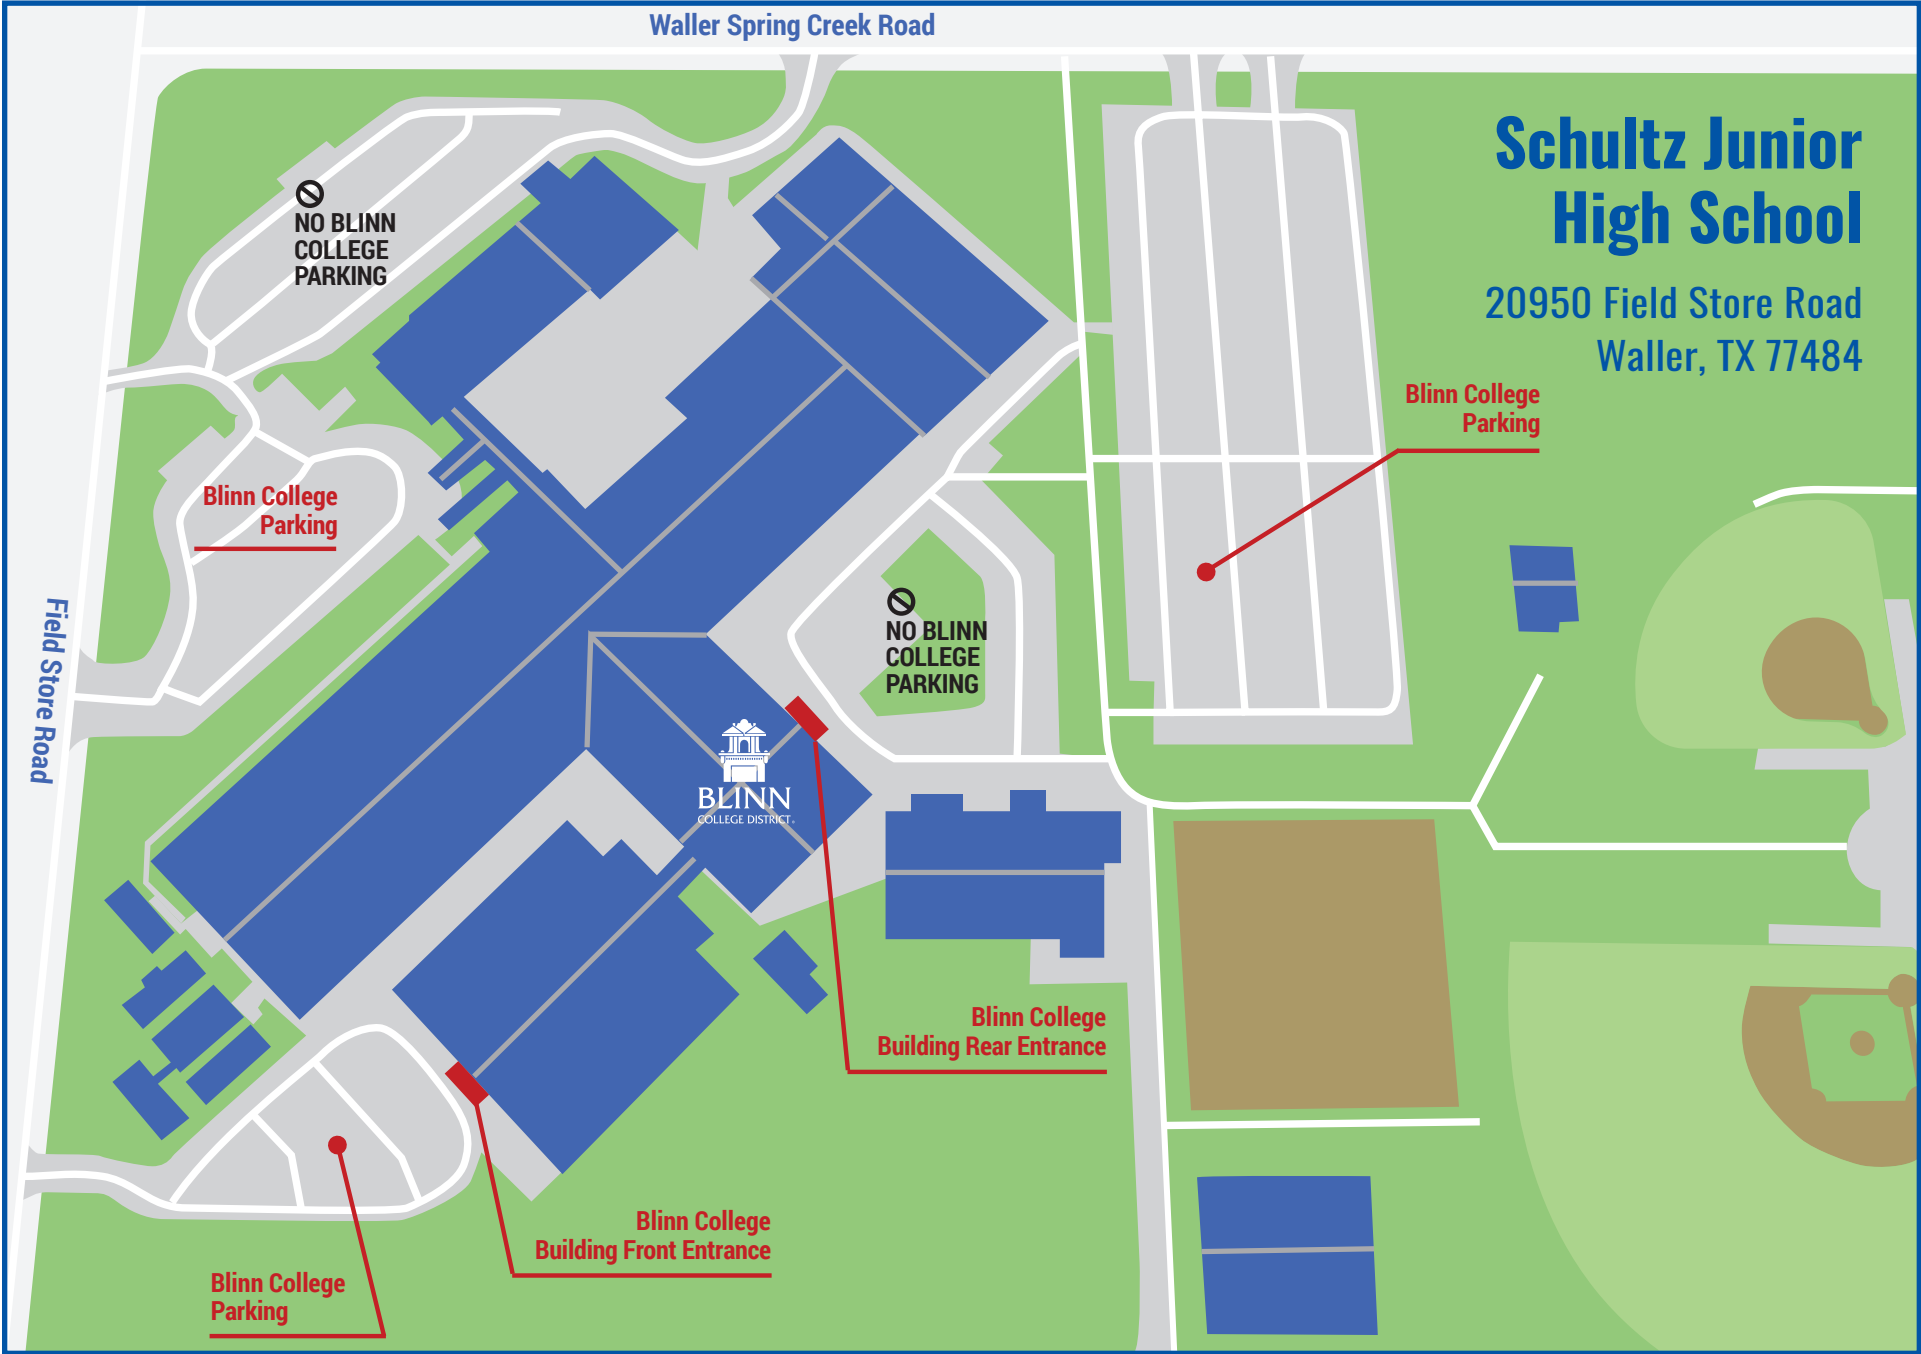 Waller Spring Creek Road
Schultz Junior
High School
20950 Field Store Road
Waller, TX 77484
NO BLINN
COLLEGE
PARKING
Blinn College
Parking
Blinn College
Parking
Field Store Road
NO BLINN
COLLEGE
PARKING
BLINN
COLLEGE DISTRICT
Blinn College
Building Rear Entrance
Blinn College
Building Front Entrance
Blinn College
Parking